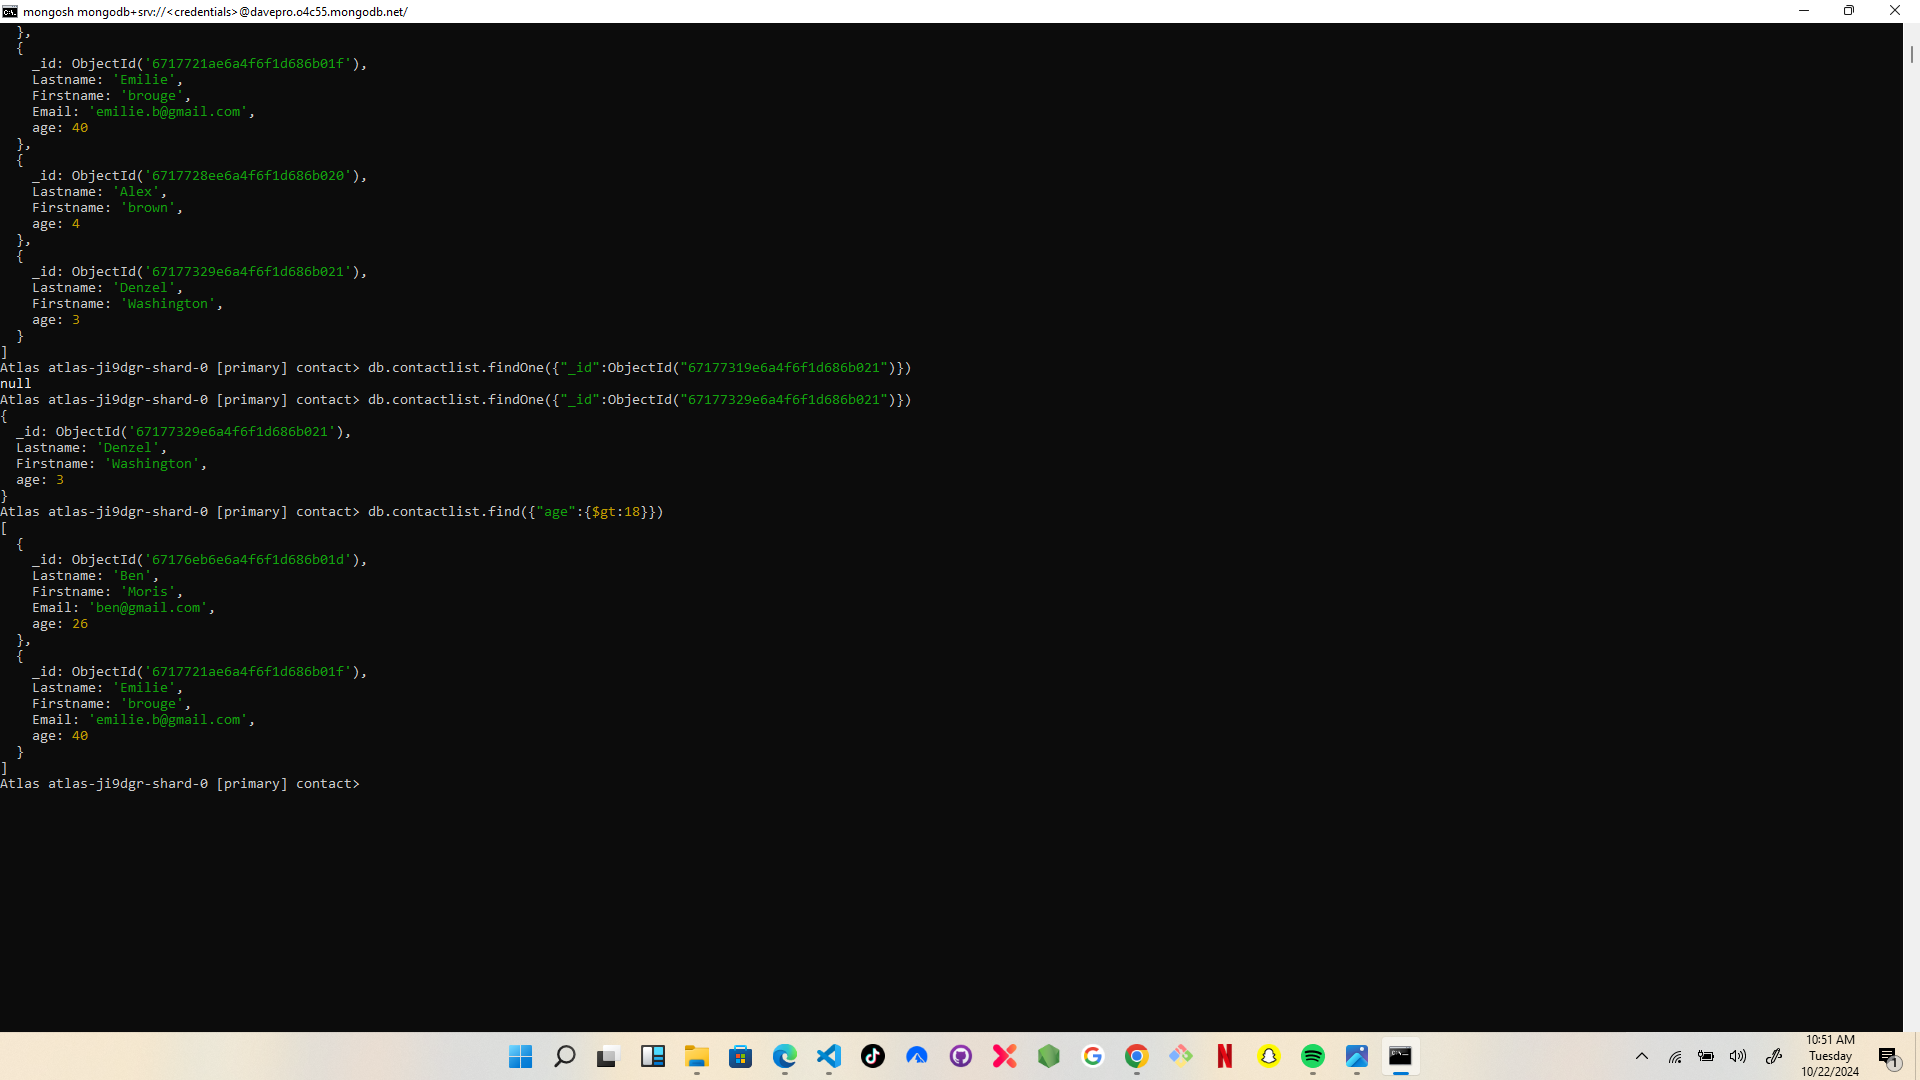 mongosh mongodb+srv://<credentials>@davepro.o4c55.mongodb.net/
  },
  {
    _id: ObjectId('6717721ae6a4f6f1d686b01f'),
    Lastname: 'Emilie',
    Firstname: 'brouge',
    Email: 'emilie.b@gmail.com',
    age: 40
  },
  {
    _id: ObjectId('6717728ee6a4f6f1d686b020'),
    Lastname: 'Alex',
    Firstname: 'brown',
    age: 4
  },
  {
    _id: ObjectId('67177329e6a4f6f1d686b021'),
    Lastname: 'Denzel',
    Firstname: 'Washington',
    age: 3
  }
]
Atlas atlas-ji9dgr-shard-0 [primary] contact> db.contactlist.findOne({"_id":ObjectId("67177319e6a4f6f1d686b021")})
null
Atlas atlas-ji9dgr-shard-0 [primary] contact> db.contactlist.findOne({"_id":ObjectId("67177329e6a4f6f1d686b021")})
{
  _id: ObjectId('67177329e6a4f6f1d686b021'),
  Lastname: 'Denzel',
  Firstname: 'Washington',
  age: 3
}
Atlas atlas-ji9dgr-shard-0 [primary] contact> db.contactlist.find({"age":{$gt:18}})
[
  {
    _id: ObjectId('67176eb6e6a4f6f1d686b01d'),
    Lastname: 'Ben',
    Firstname: 'Moris',
    Email: 'ben@gmail.com',
    age: 26
  },
  {
    _id: ObjectId('6717721ae6a4f6f1d686b01f'),
    Lastname: 'Emilie',
    Firstname: 'brouge',
    Email: 'emilie.b@gmail.com',
    age: 40
  }
]
Atlas atlas-ji9dgr-shard-0 [primary] contact>
10:51 AM
Tuesday
10/22/2024
1